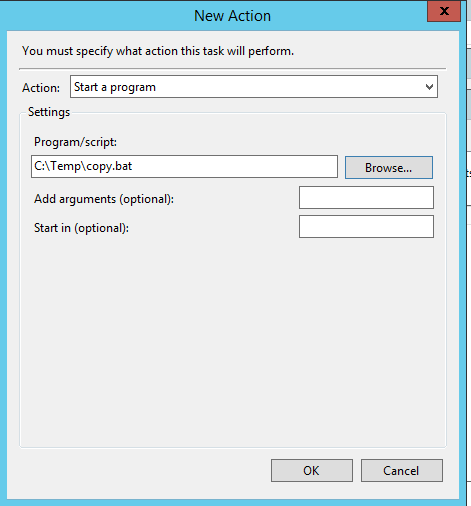 New Action
x
You must specify what action this task will perform.
Action: Start a program
Settings
Program/script:
C:\Temp\copy.bat Browse...
Add arguments (optional):
Start in (optional):
OK Cancel